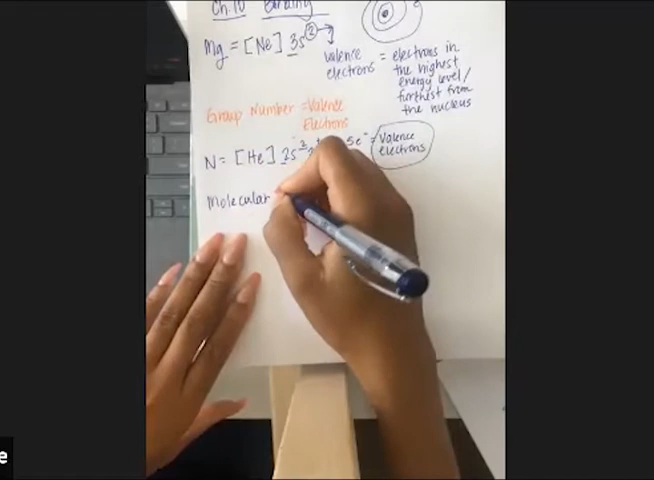 Ch.10 Bonding
Mg = [Ne] 3s②→
valence electrons = electrons in the highest energy level/ furthest from the nucleus
Group Number = Valence
Electrons
N = [He] 5e⁻ = Valence electrons
Molecular
e